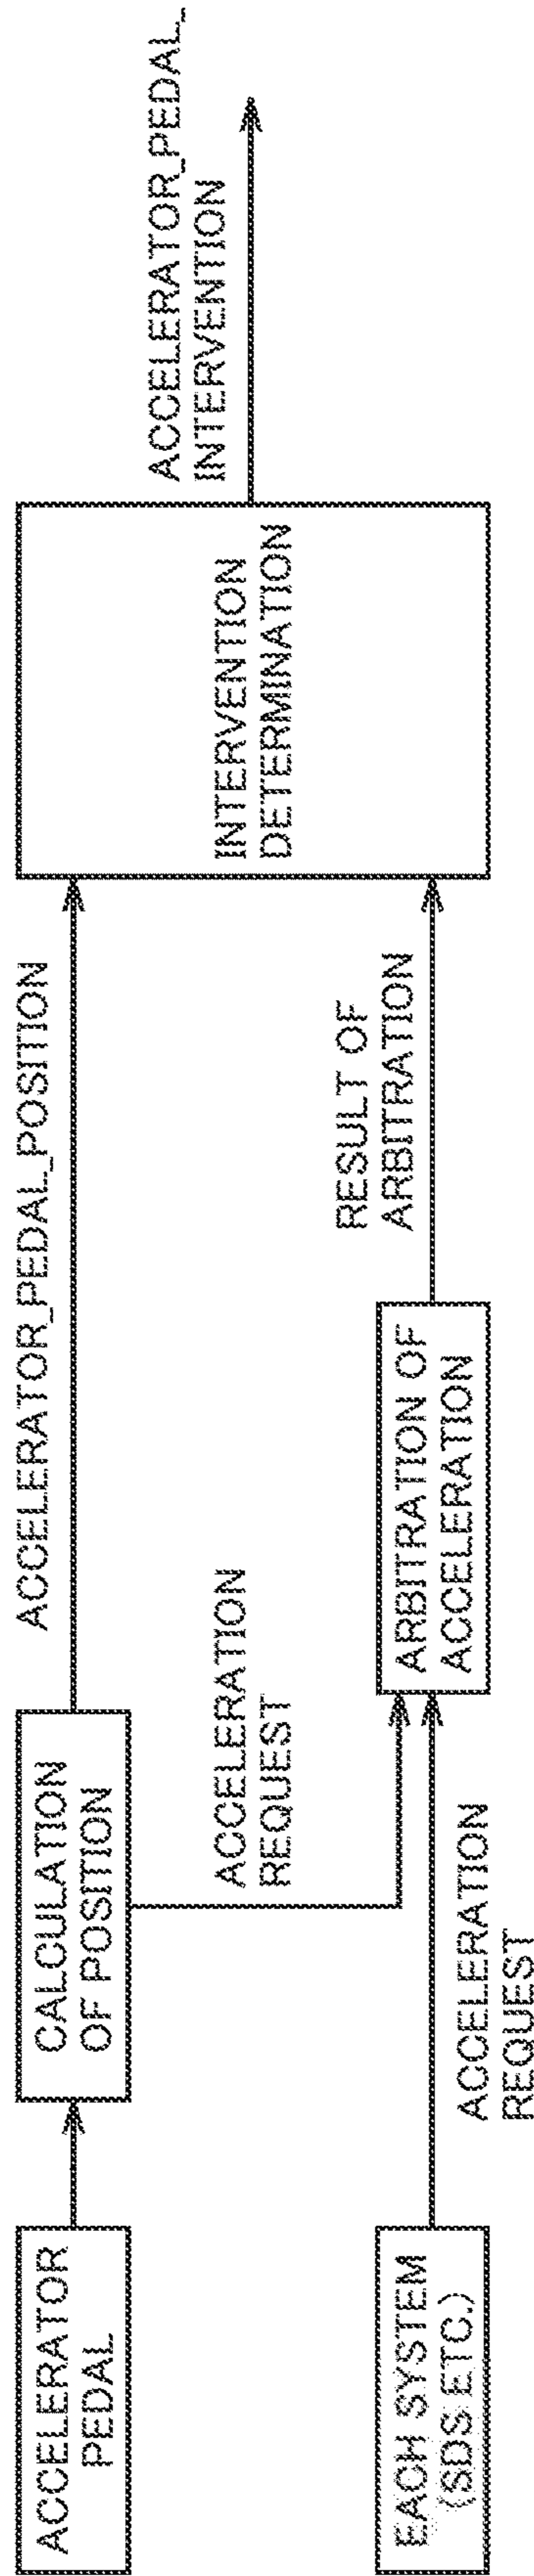 ACCELERATOR
PEDAL
CALCULATION
OF POSITION
ACCELERATOR_PEDAL_POSITION
ACCELERATION
REQUEST
EACH SYSTEM
(SDS ETC.)
ACCELERATION
REQUEST
ARBITRATION OF
ACCELERATION
RESULT OF
ARBITRATION
INTERVENTION
DETERMINATION
ACCELERATOR_PEDAL_
INTERVENTION